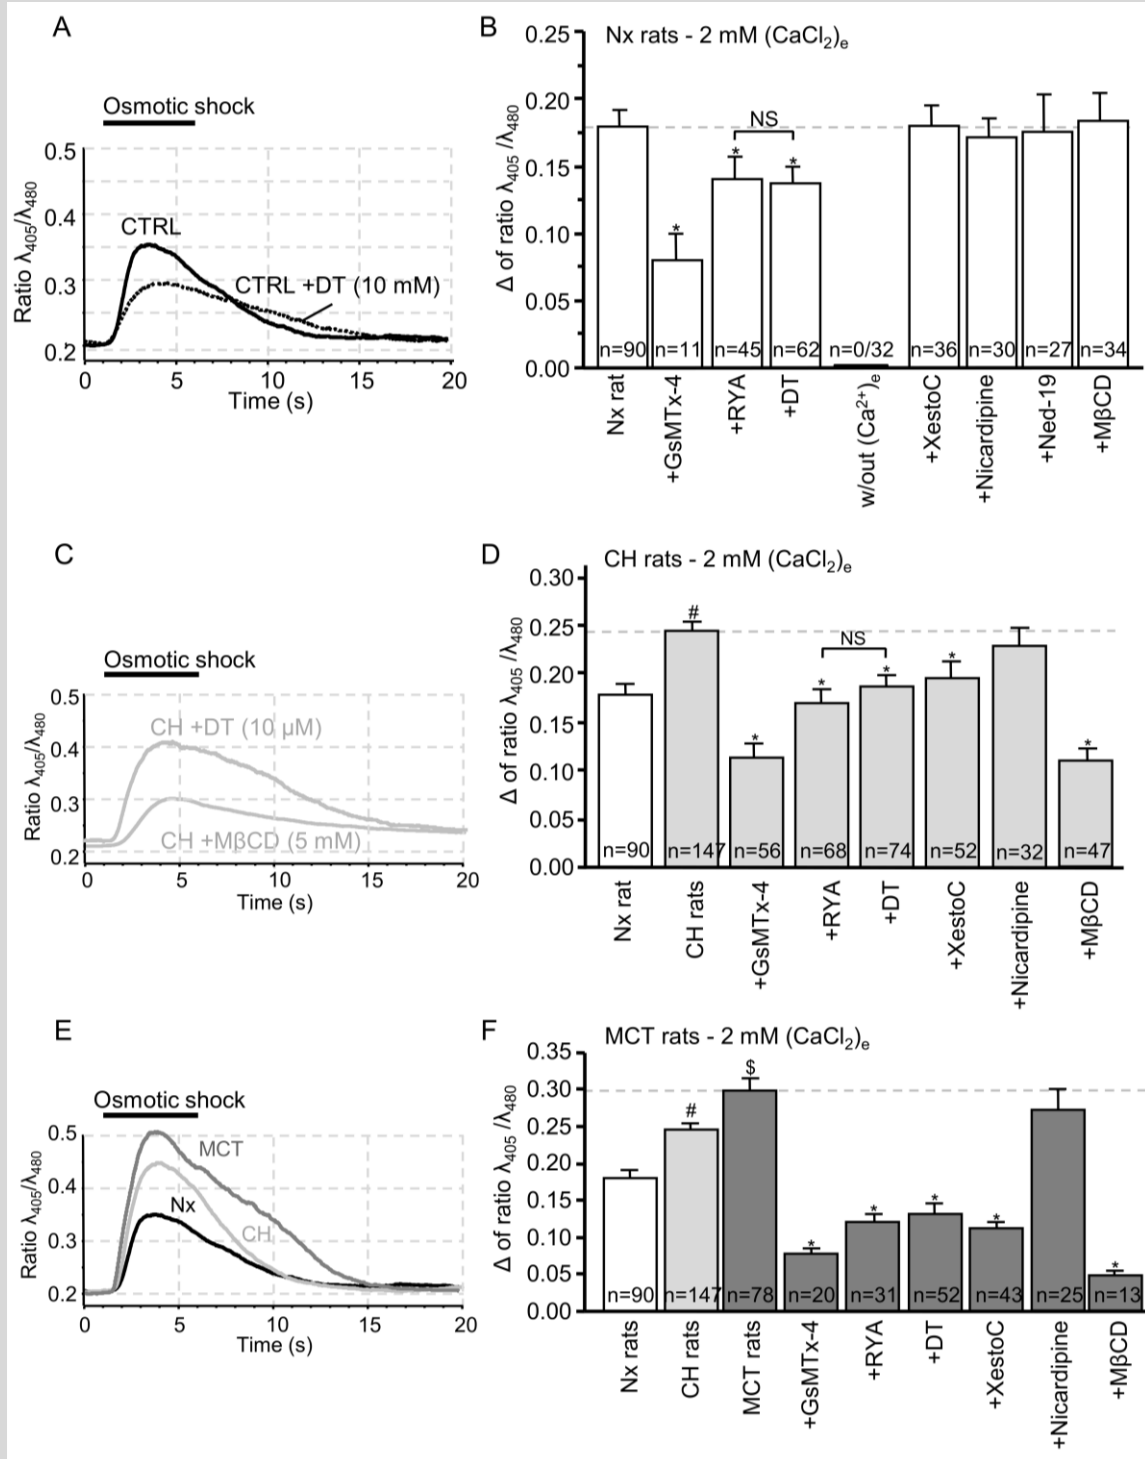 A
Osmotic shock
Ratio λ405/λ480
0.5
0.4
0.3
0.2
CTRL
CTRL +DT (10 mM)
0 5 10 15 20
Time (s)
B
Nx rats - 2 mM (CaCl2)e
Δ of ratio λ405 /λ480
0.25
0.20
0.15
0.10
0.05
0.00
NS
* * * 
n=90 n=11 n=45 n=62 n=0/32 n=36 n=30 n=27 n=34
Nx rat
+GsMTx-4
+RYA
+DT
w/out (Ca2+)e
+XestoC
+Nicardipine
+Ned-19
+MβCD
C
Osmotic shock
Ratio λ405/λ480
0.5
0.4
0.3
0.2
CH +DT (10 µM)
CH +MβCD (5 mM)
0 5 10 15 20
Time (s)
D
CH rats - 2 mM (CaCl2)e
Δ of ratio λ405 /λ480
0.30
0.25
0.20
0.15
0.10
0.05
0.00
#
NS
* * * * *
n=90 n=147 n=56 n=68 n=74 n=52 n=32 n=47
Nx rat
CH rats
+GsMTx-4
+RYA
+DT
+XestoC
+Nicardipine
+MβCD
E
Osmotic shock
Ratio λ405/λ480
0.5
0.4
0.3
0.2
MCT
Nx
CH
0 5 10 15 20
Time (s)
F
MCT rats - 2 mM (CaCl2)e
Δ of ratio λ405 /λ480
0.35
0.30
0.25
0.20
0.15
0.10
0.05
0.00
# $
* * * * *
n=90 n=147 n=78 n=20 n=31 n=52 n=43 n=25 n=13
Nx rats
CH rats
MCT rats
+GsMTx-4
+RYA
+DT
+XestoC
+Nicardipine
+MβCD